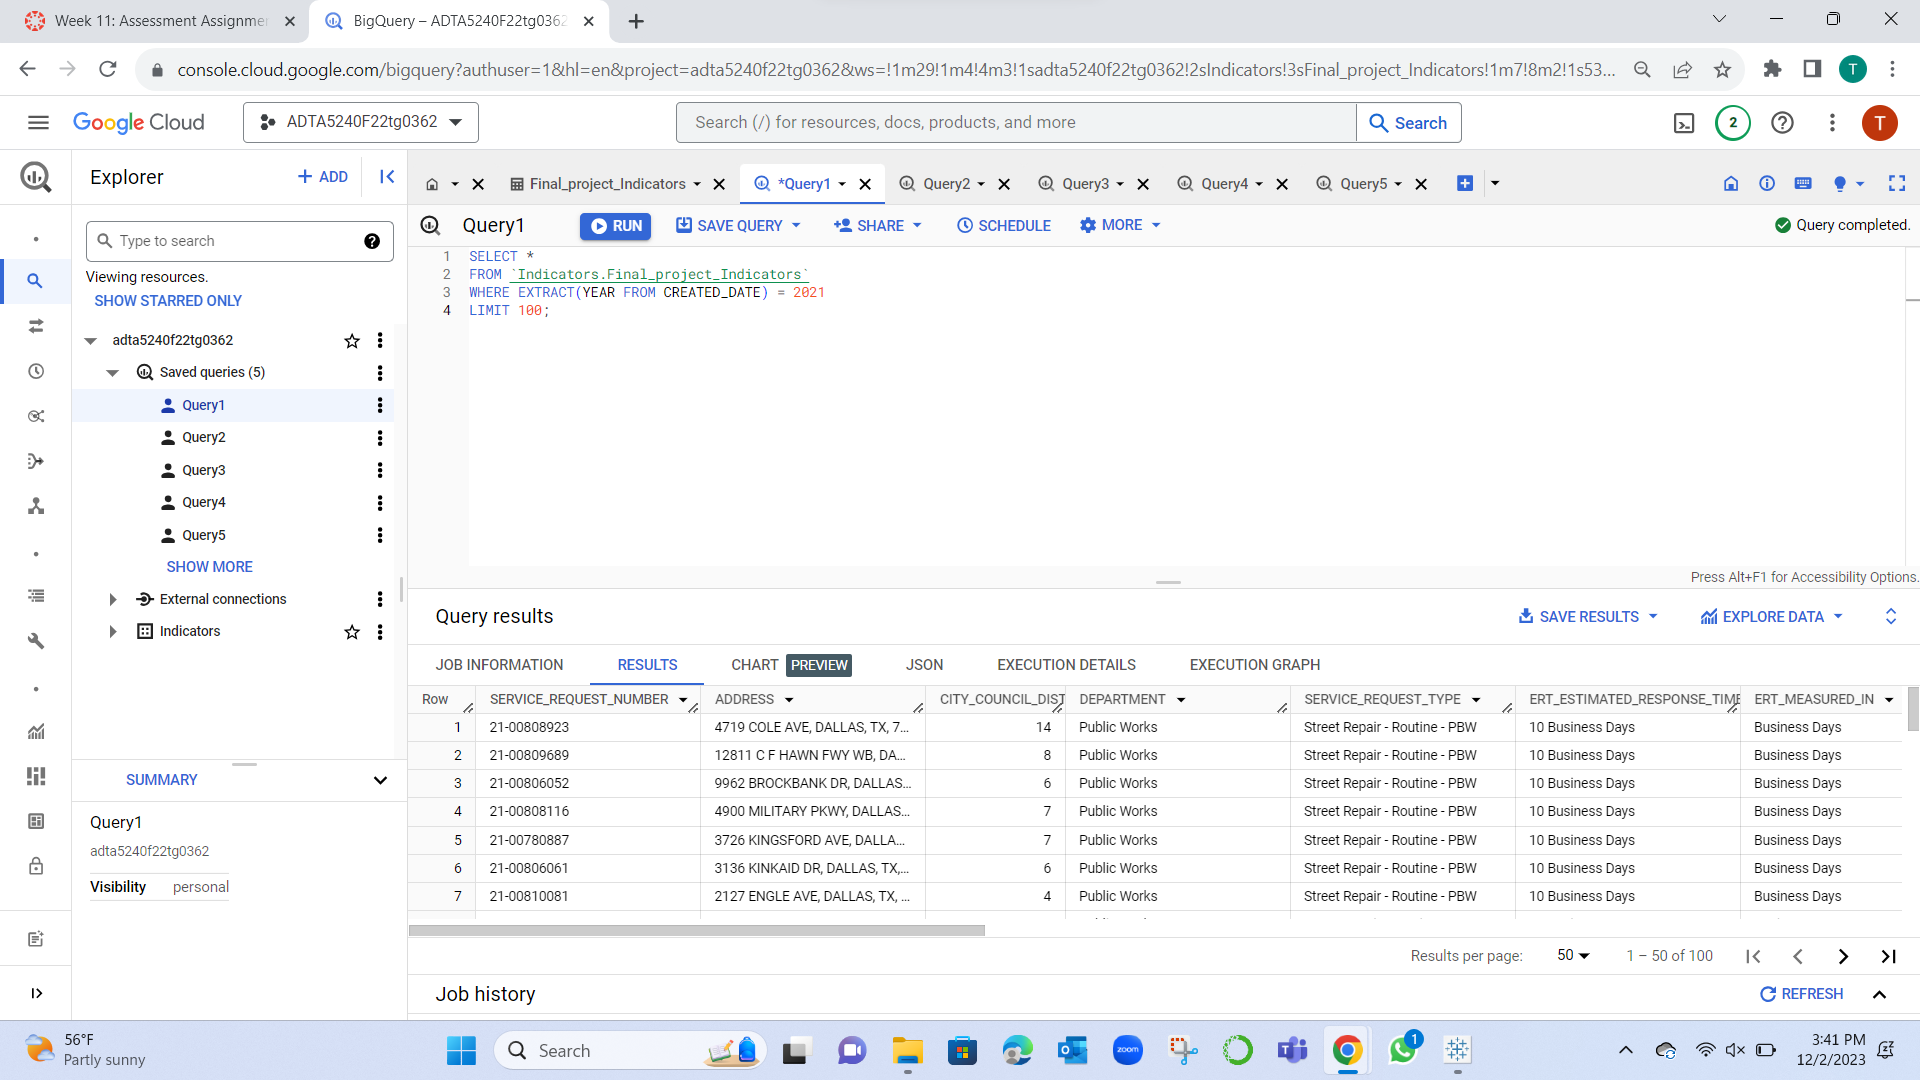 Week 11: Assessment Assignme
BigQuery – ADTA5240F22tg0362
console.cloud.google.com/bigquery?authuser=1&hl=en&project=adta5240f22tg0362&ws=!1m29!1m4!4m3!1sadta5240f22tg0362!2sIndicators!3sFinal_project_Indicators!1m7!8m2!1s53...
T
Google Cloud
ADTA5240F22tg0362
Search (/) for resources, docs, products, and more
Search
2
T
Explorer
+ ADD
Final_project_Indicators
*Query1
Query2
Query3
Query4
Query5
Query1
RUN
SAVE QUERY
SHARE
SCHEDULE
MORE
Query completed.
Type to search
Viewing resources.
SHOW STARRED ONLY
adta5240f22tg0362
Saved queries (5)
Query1
Query2
Query3
Query4
Query5
SHOW MORE
External connections
Indicators
1 SELECT *
2 FROM `Indicators.Final_project_Indicators`
3 WHERE EXTRACT(YEAR FROM CREATED_DATE) = 2021
4 LIMIT 100;
Press Alt+F1 for Accessibility Options.
SUMMARY
Query1
adta5240f22tg0362
Visibility personal
Query results
SAVE RESULTS
EXPLORE DATA
JOB INFORMATION RESULTS CHART PREVIEW JSON EXECUTION DETAILS EXECUTION GRAPH
Row SERVICE_REQUEST_NUMBER ADDRESS CITY_COUNCIL_DIST DEPARTMENT SERVICE_REQUEST_TYPE ERT_ESTIMATED_RESPONSE_TIME ERT_MEASURED_IN
1 21-00808923 4719 COLE AVE, DALLAS, TX, 7... 14 Public Works Street Repair - Routine - PBW 10 Business Days Business Days
2 21-00809689 12811 C F HAWN FWY WB, DA... 8 Public Works Street Repair - Routine - PBW 10 Business Days Business Days
3 21-00806052 9962 BROCKBANK DR, DALLAS... 6 Public Works Street Repair - Routine - PBW 10 Business Days Business Days
4 21-00808116 4900 MILITARY PKWY, DALLAS... 7 Public Works Street Repair - Routine - PBW 10 Business Days Business Days
5 21-00780887 3726 KINGSFORD AVE, DALLA... 7 Public Works Street Repair - Routine - PBW 10 Business Days Business Days
6 21-00806061 3136 KINKAID DR, DALLAS, TX,... 6 Public Works Street Repair - Routine - PBW 10 Business Days Business Days
7 21-00810081 2127 ENGLE AVE, DALLAS, TX, ... 4 Public Works Street Repair - Routine - PBW 10 Business Days Business Days
Results per page: 50 1 – 50 of 100
Job history
REFRESH
56°F
Partly sunny
Search
zoom
1
3:41 PM
12/2/2023